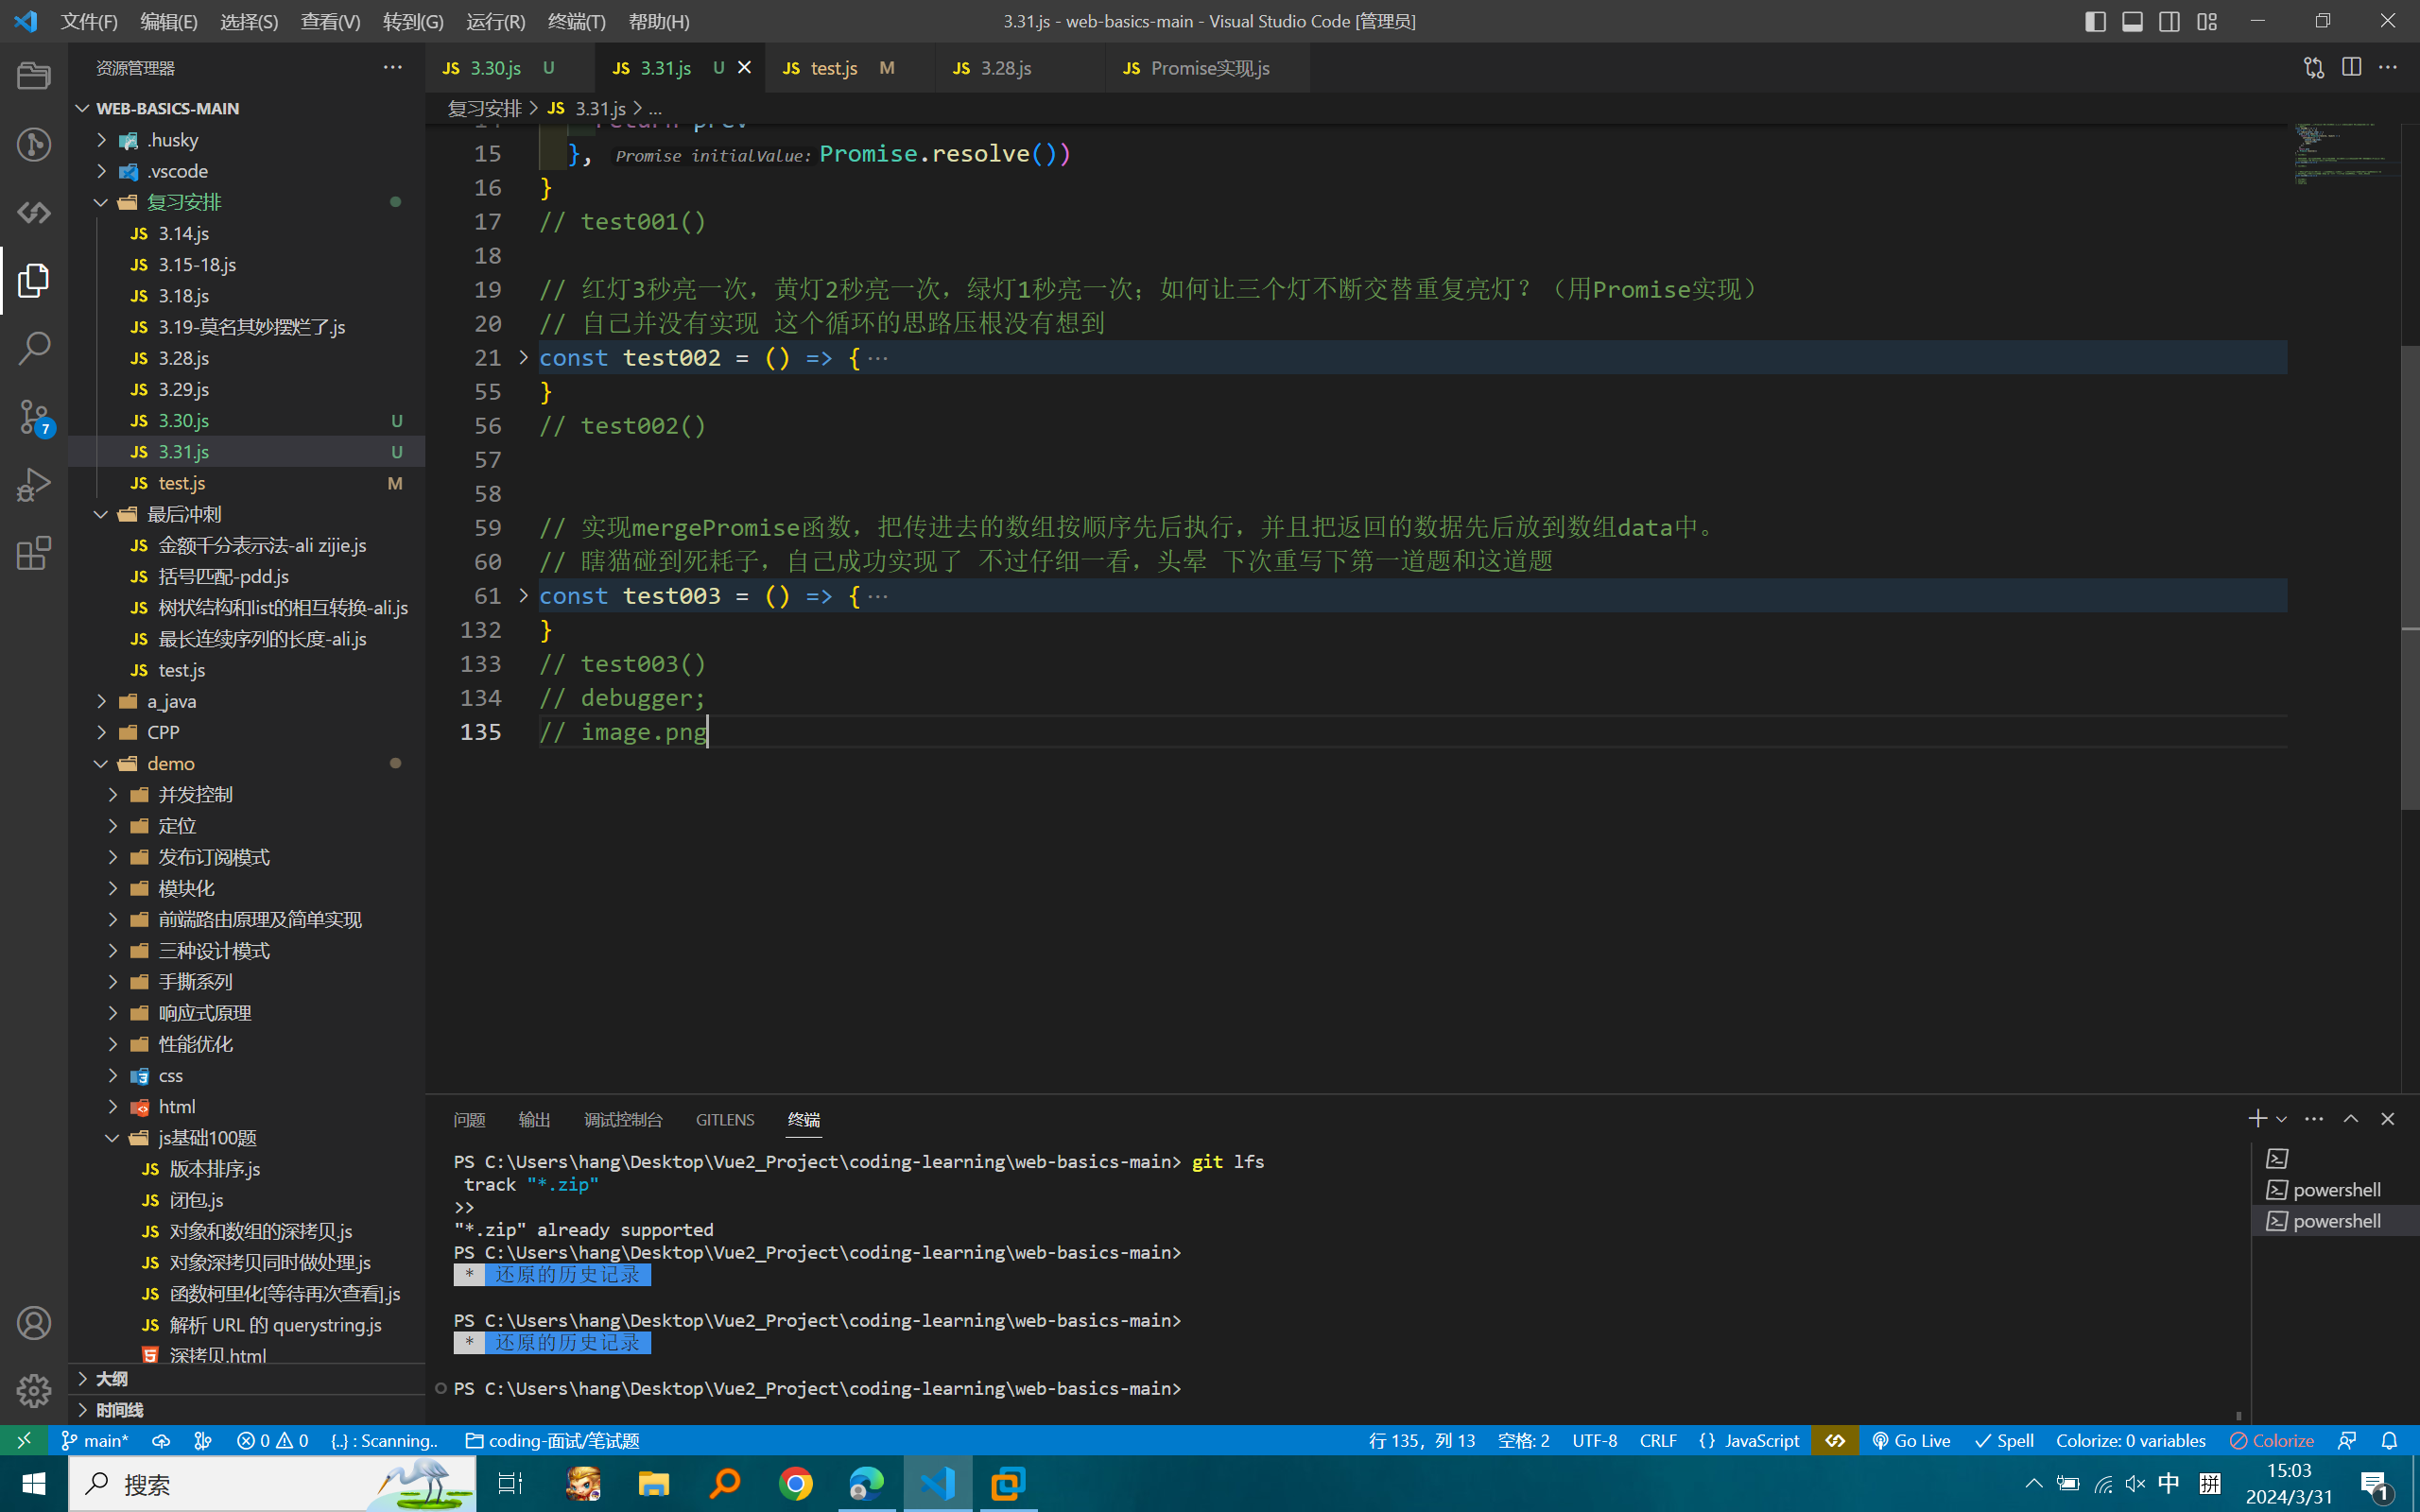 文件(F) 编辑(E) 选择(S) 查看(V) 转到(G) 运行(R) 终端(T) 帮助(H)
3.31.js - web-basics-main - Visual Studio Code [管理员]
资源管理器
WEB-BASICS-MAIN
.husky
.vscode
复习安排
JS 3.14.js
JS 3.15-18.js
JS 3.18.js
JS 3.19-莫名其妙摆烂了.js
JS 3.28.js
JS 3.29.js
JS 3.30.js U
JS 3.31.js U
JS test.js M
最后冲刺
JS 金额千分表示法-ali zijie.js
JS 括号匹配-pdd.js
JS 树状结构和list的相互转换-ali.js
JS 最长连续序列的长度-ali.js
JS test.js
a_java
CPP
demo
并发控制
定位
发布订阅模式
模块化
前端路由原理及简单实现
三种设计模式
手撕系列
响应式原理
性能优化
css
html
js基础100题
JS 版本排序.js
JS 闭包.js
JS 对象和数组的深拷贝.js
JS 对象深拷贝同时做处理.js
JS 函数柯里化[等待再次查看].js
JS 解析 URL 的 querystring.js
深拷贝.html
大纲
时间线
7
JS 3.30.js U
JS 3.31.js U
JS test.js M
JS 3.28.js
JS Promise实现.js
复习安排 > JS 3.31.js > ...
14 return prev
15 }, Promise initialValue: Promise.resolve())
16 }
17 // test001()
18
19 // 红灯3秒亮一次，黄灯2秒亮一次，绿灯1秒亮一次；如何让三个灯不断交替重复亮灯？（用Promise实现）
20 // 自己并没有实现 这个循环的思路压根没有想到
21 const test002 = () => {···
55 }
56 // test002()
57
58
59 // 实现mergePromise函数，把传进去的数组按顺序先后执行，并且把返回的数据先后放到数组data中。
60 // 瞎猫碰到死耗子，自己成功实现了 不过仔细一看，头晕 下次重写下第一道题和这道题
61 const test003 = () => {···
132 }
133 // test003()
134 // debugger;
135 // image.png
问题 输出 调试控制台 GITLENS 终端
PS C:\Users\hang\Desktop\Vue2_Project\coding-learning\web-basics-main> git lfs
track "*.zip"
>>
"*.zip" already supported
PS C:\Users\hang\Desktop\Vue2_Project\coding-learning\web-basics-main>
* 还原的历史记录
PS C:\Users\hang\Desktop\Vue2_Project\coding-learning\web-basics-main>
* 还原的历史记录
PS C:\Users\hang\Desktop\Vue2_Project\coding-learning\web-basics-main>
powershell
powershell
main* 0 0 {..} : Scanning.. coding-面试/笔试题
行 135，列 13 空格: 2 UTF-8 CRLF {} JavaScript Go Live Spell Colorize: 0 variables Colorize
搜索
中 拼
15:03
2024/3/31
1